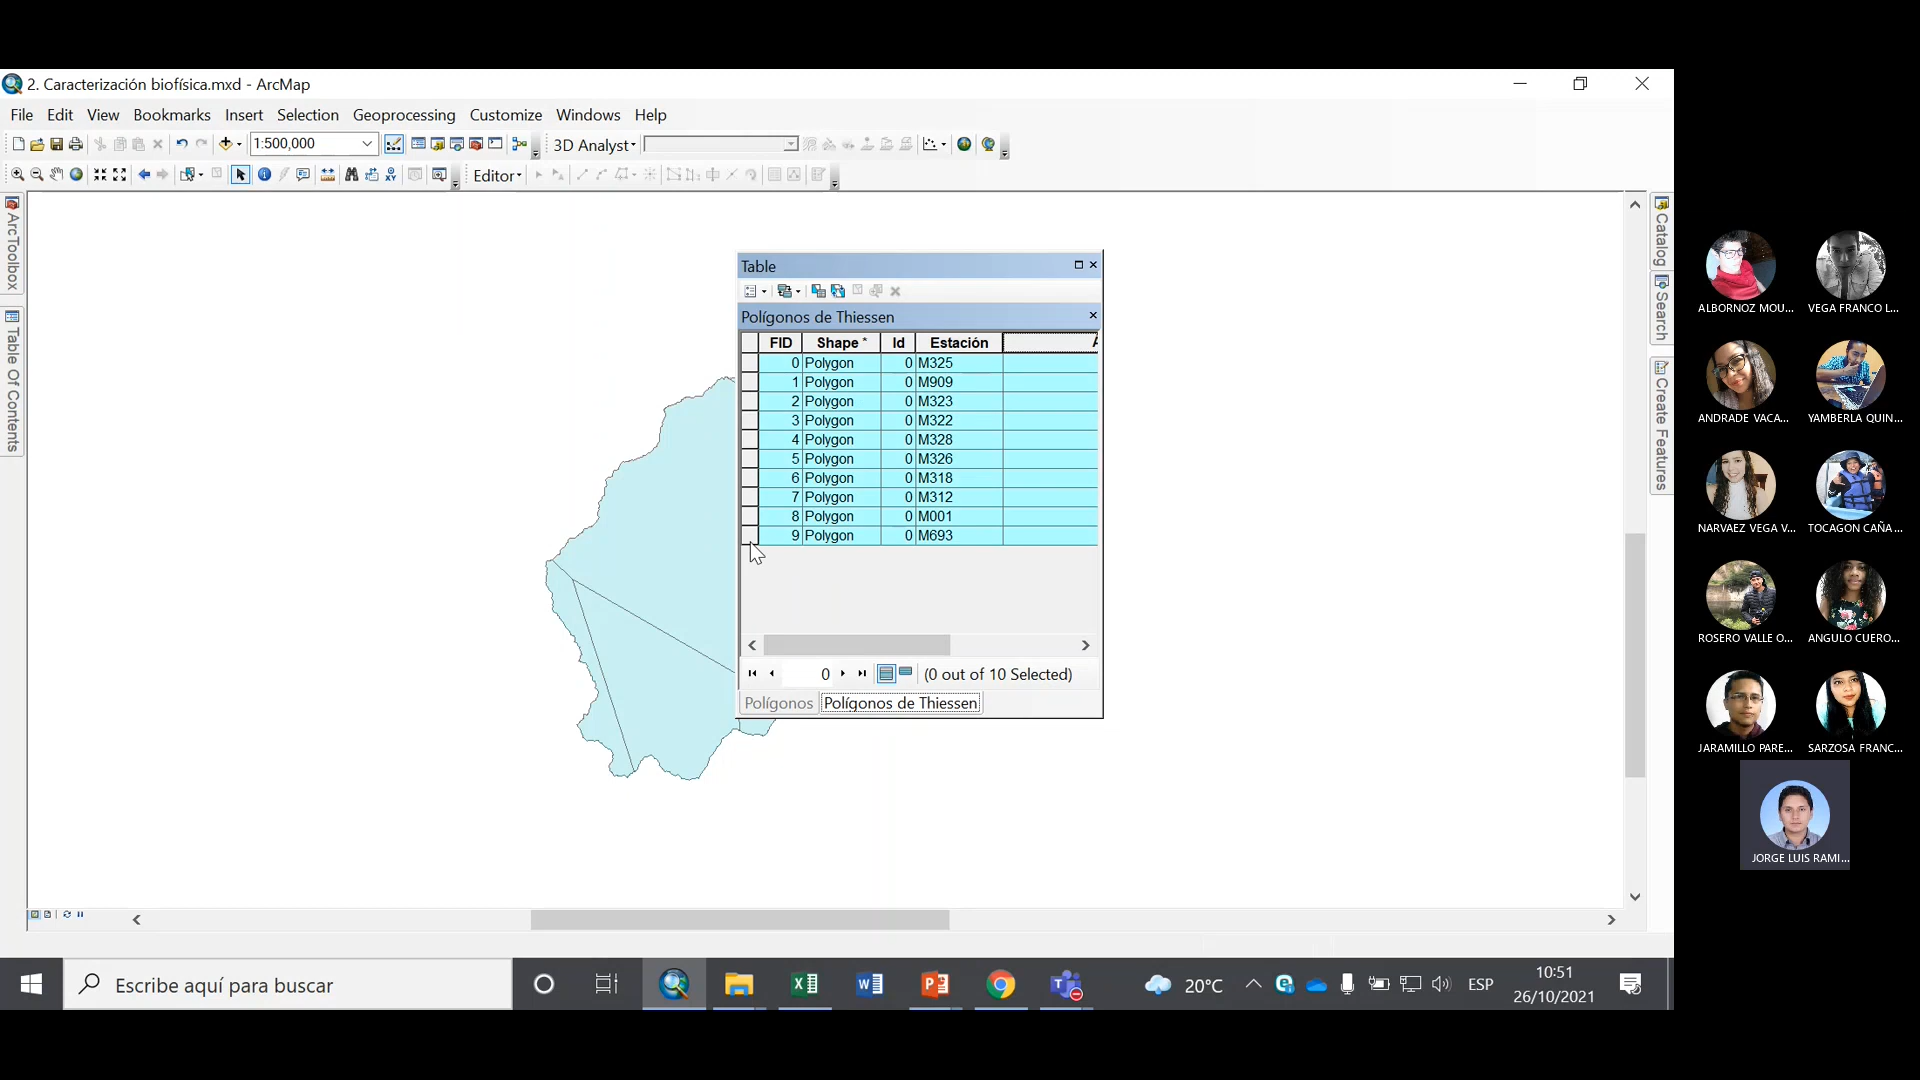 2. Caracterización biofísica.mxd - ArcMap
File Edit View Bookmarks Insert Selection Geoprocessing Customize Windows Help
1:500,000 3D Analyst
Editor
ArcToolbox
Table Of Contents
Catalog
Search
Create Features
Table
Polígonos de Thiessen
FID Shape * Id Estación
0 Polygon 0 M325
1 Polygon 0 M909
2 Polygon 0 M323
3 Polygon 0 M322
4 Polygon 0 M328
5 Polygon 0 M326
6 Polygon 0 M318
7 Polygon 0 M312
8 Polygon 0 M001
9 Polygon 0 M693
0 (0 out of 10 Selected)
Polígonos Polígonos de Thiessen
Escribe aquí para buscar
20°C ESP
10:51
26/10/2021
ALBORNOZ MOU... VEGA FRANCO L...
ANDRADE VACA... YAMBERLA QUIN...
NARVAEZ VEGA V... TOCAGON CAÑA ...
ROSERO VALLE O... ANGULO CUERO...
JARAMILLO PARE... SARZOSA FRANC...
JORGE LUIS RAMI...